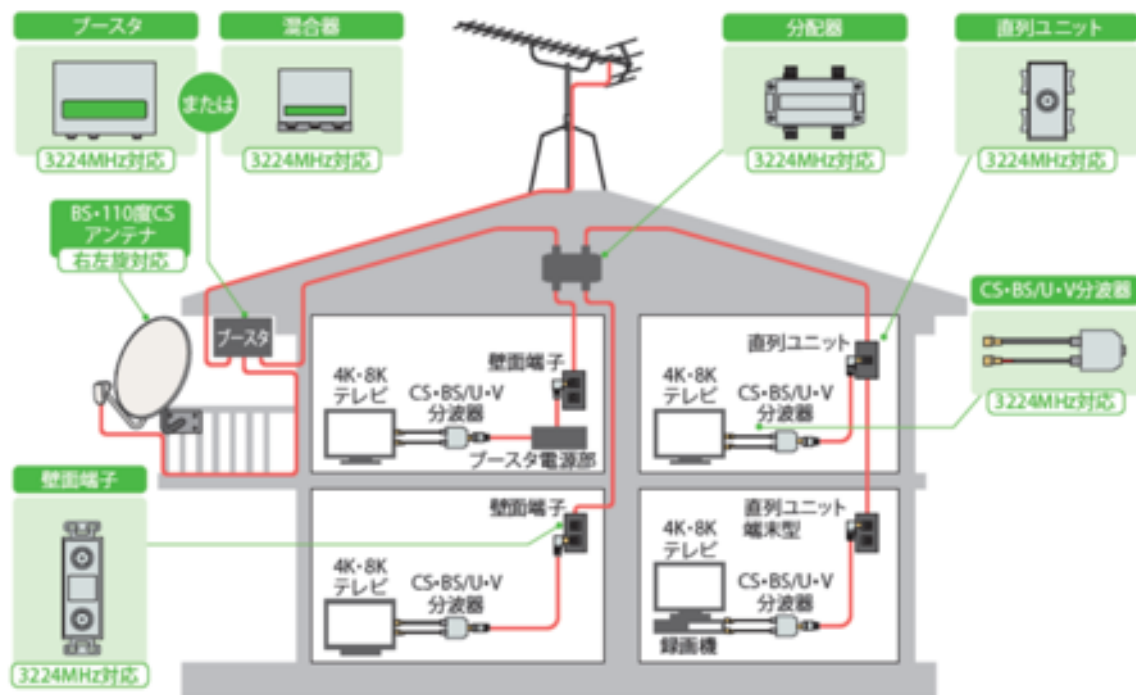 ブースタ
3224MHz対応
または
混合器
3224MHz対応
分配器
3224MHz対応
直列ユニット
3224MHz対応
BS・110度CS
アンテナ
右左旋対応
ブースタ
CS・BS/U・V分波器
3224MHz対応
壁面端子
4K・8K
テレビ
CS・BS/U・V
分波器
ブースタ電源部
直列ユニット
4K・8K
テレビ
CS・BS/U・V
分波器
壁面端子
3224MHz対応
壁面端子
4K・8K
テレビ
CS・BS/U・V
分波器
直列ユニット
端末型
4K・8K
テレビ
CS・BS/U・V
分波器
録画機